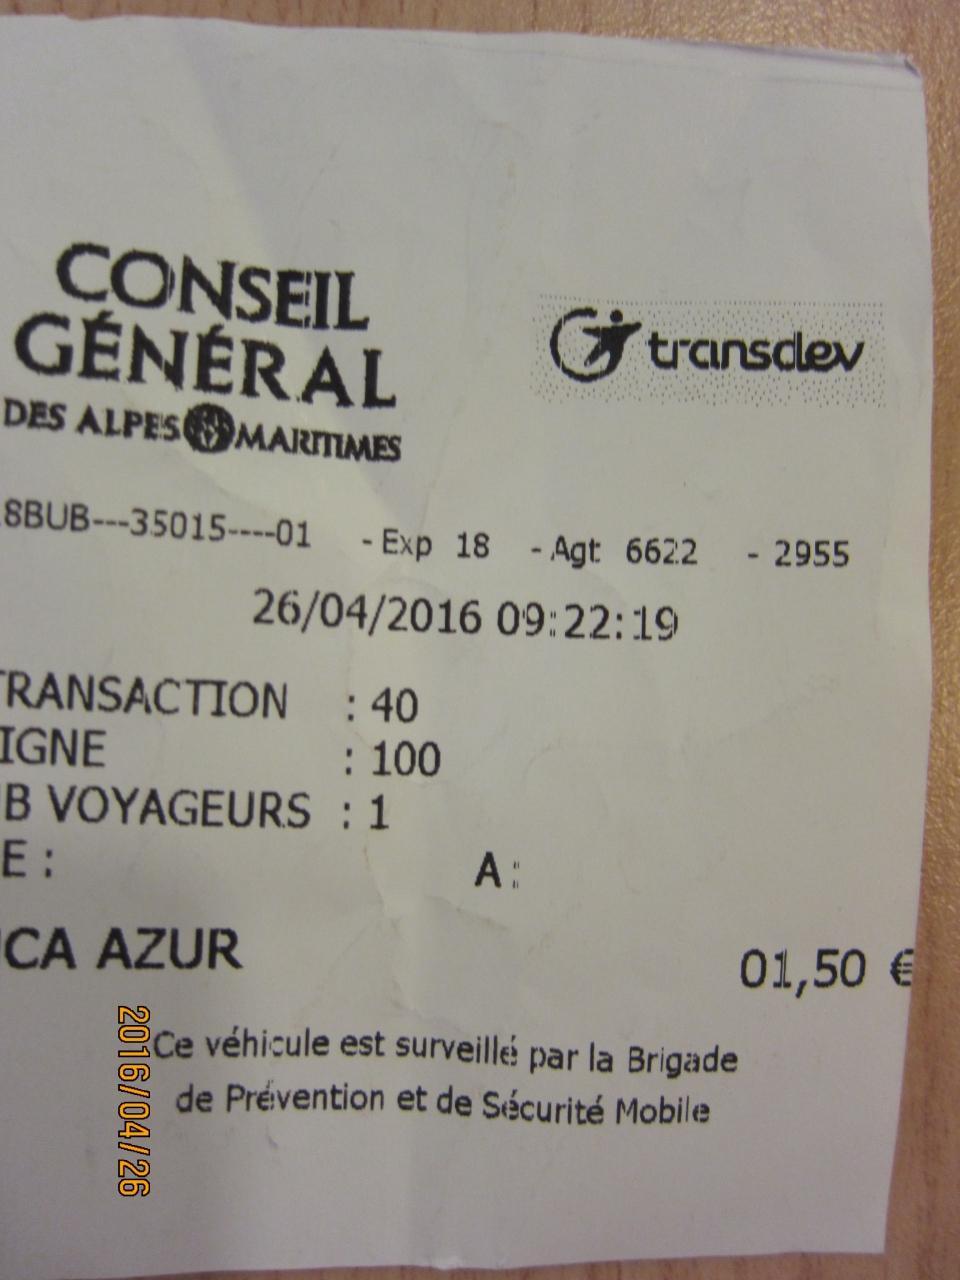 CONSEIL
GÉNÉRAL
DES ALPES MARITIMES
transdev
8BUB---35015----01 - Exp 18 - Agt 6622 - 2955
26/04/2016 09:22:19
TRANSACTION : 40
IGNE : 100
B VOYAGEURS : 1
E : A :
ICA AZUR 01,50 €
Ce véhicule est surveillé par la Brigade
de Prévention et de Sécurité Mobile
2016/04/26